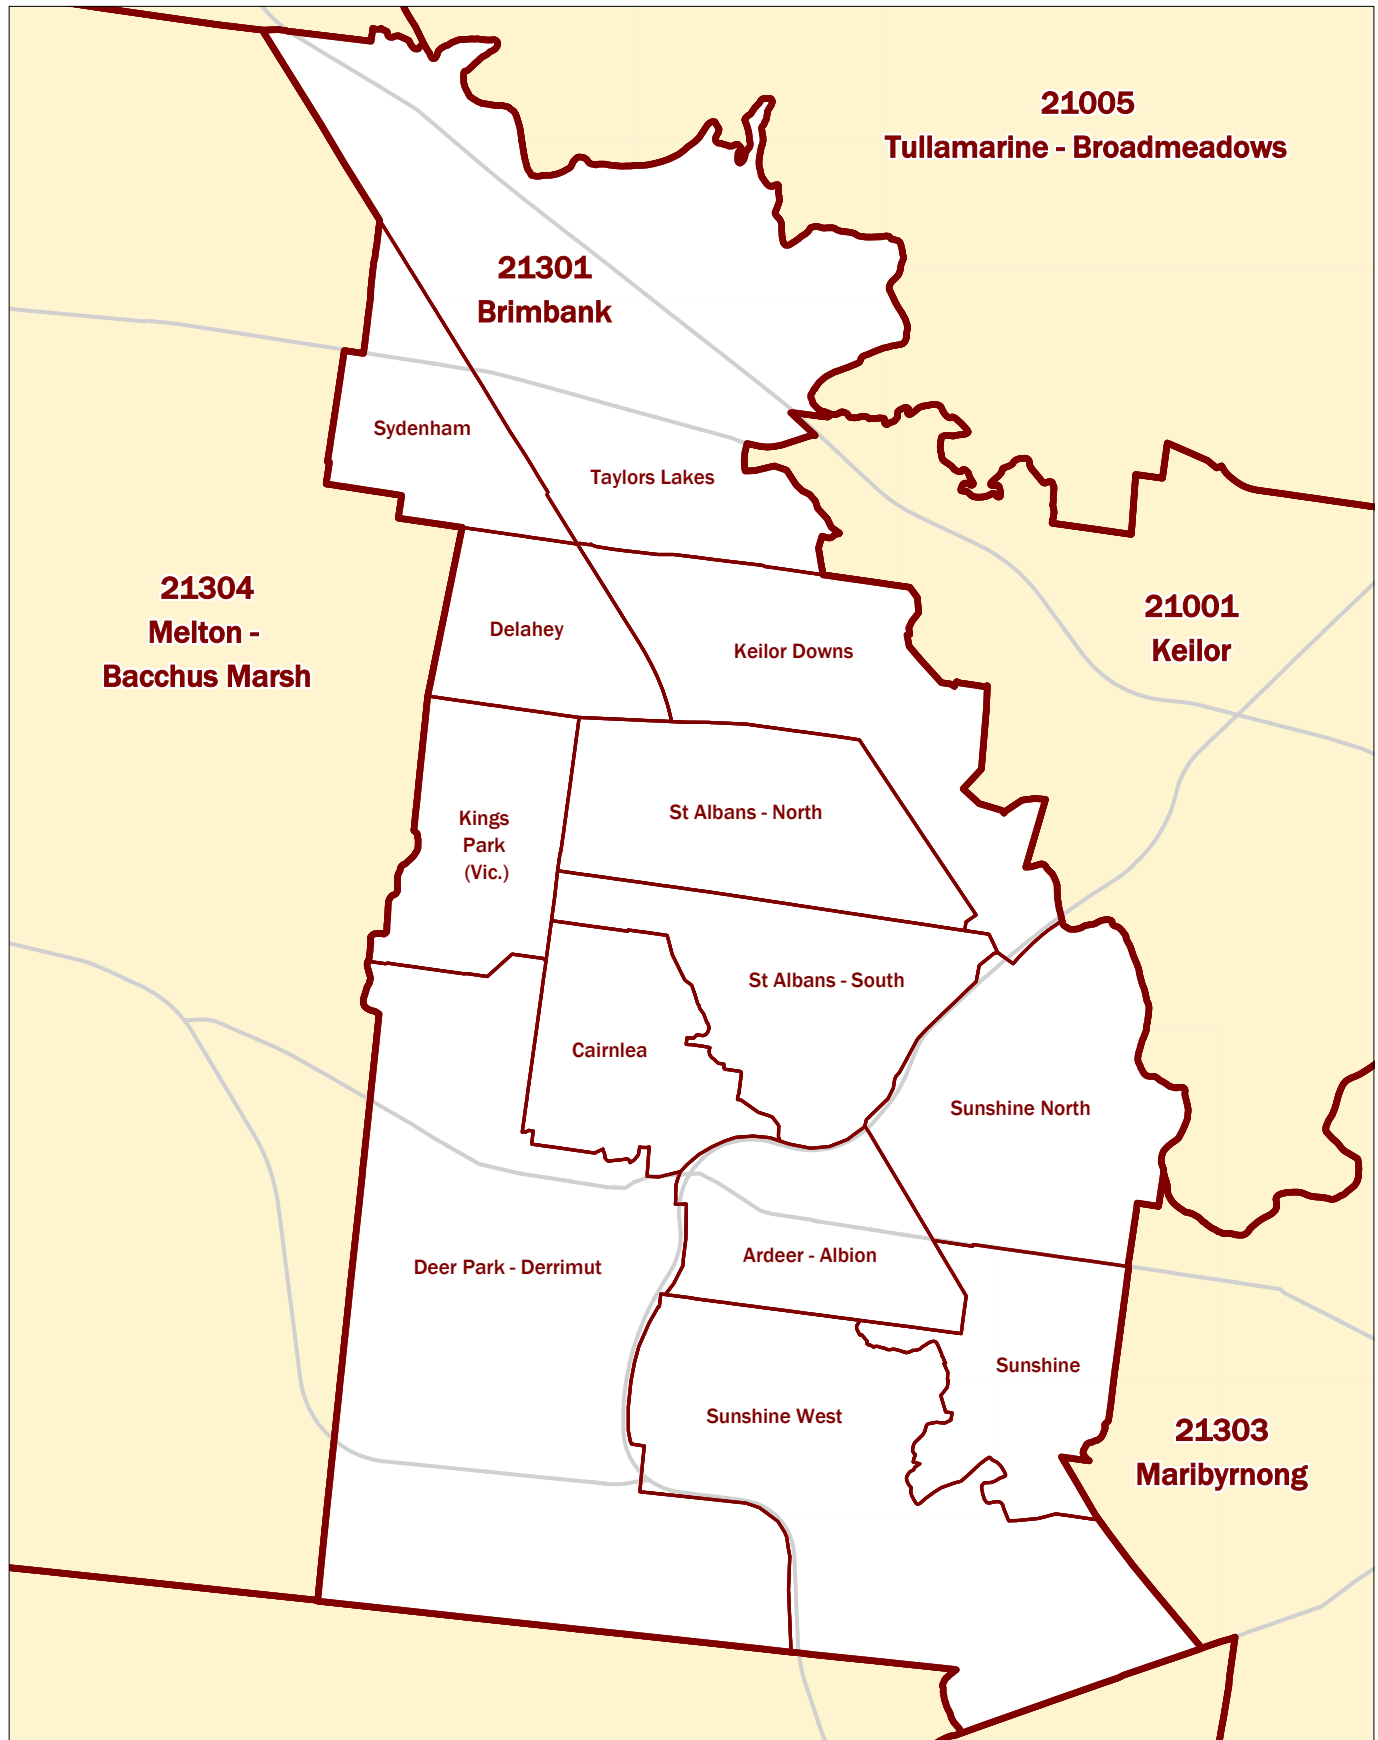 21005
Tullamarine - Broadmeadows
21301
Brimbank
Sydenham
Taylors Lakes
21304
Melton -
Bacchus Marsh
21001
Keilor
Delahey
Keilor Downs
Kings
Park
(Vic.)
St Albans - North
St Albans - South
Cairnlea
Sunshine North
Deer Park - Derrimut
Ardeer - Albion
Sunshine
Sunshine West
21303
Maribyrnong